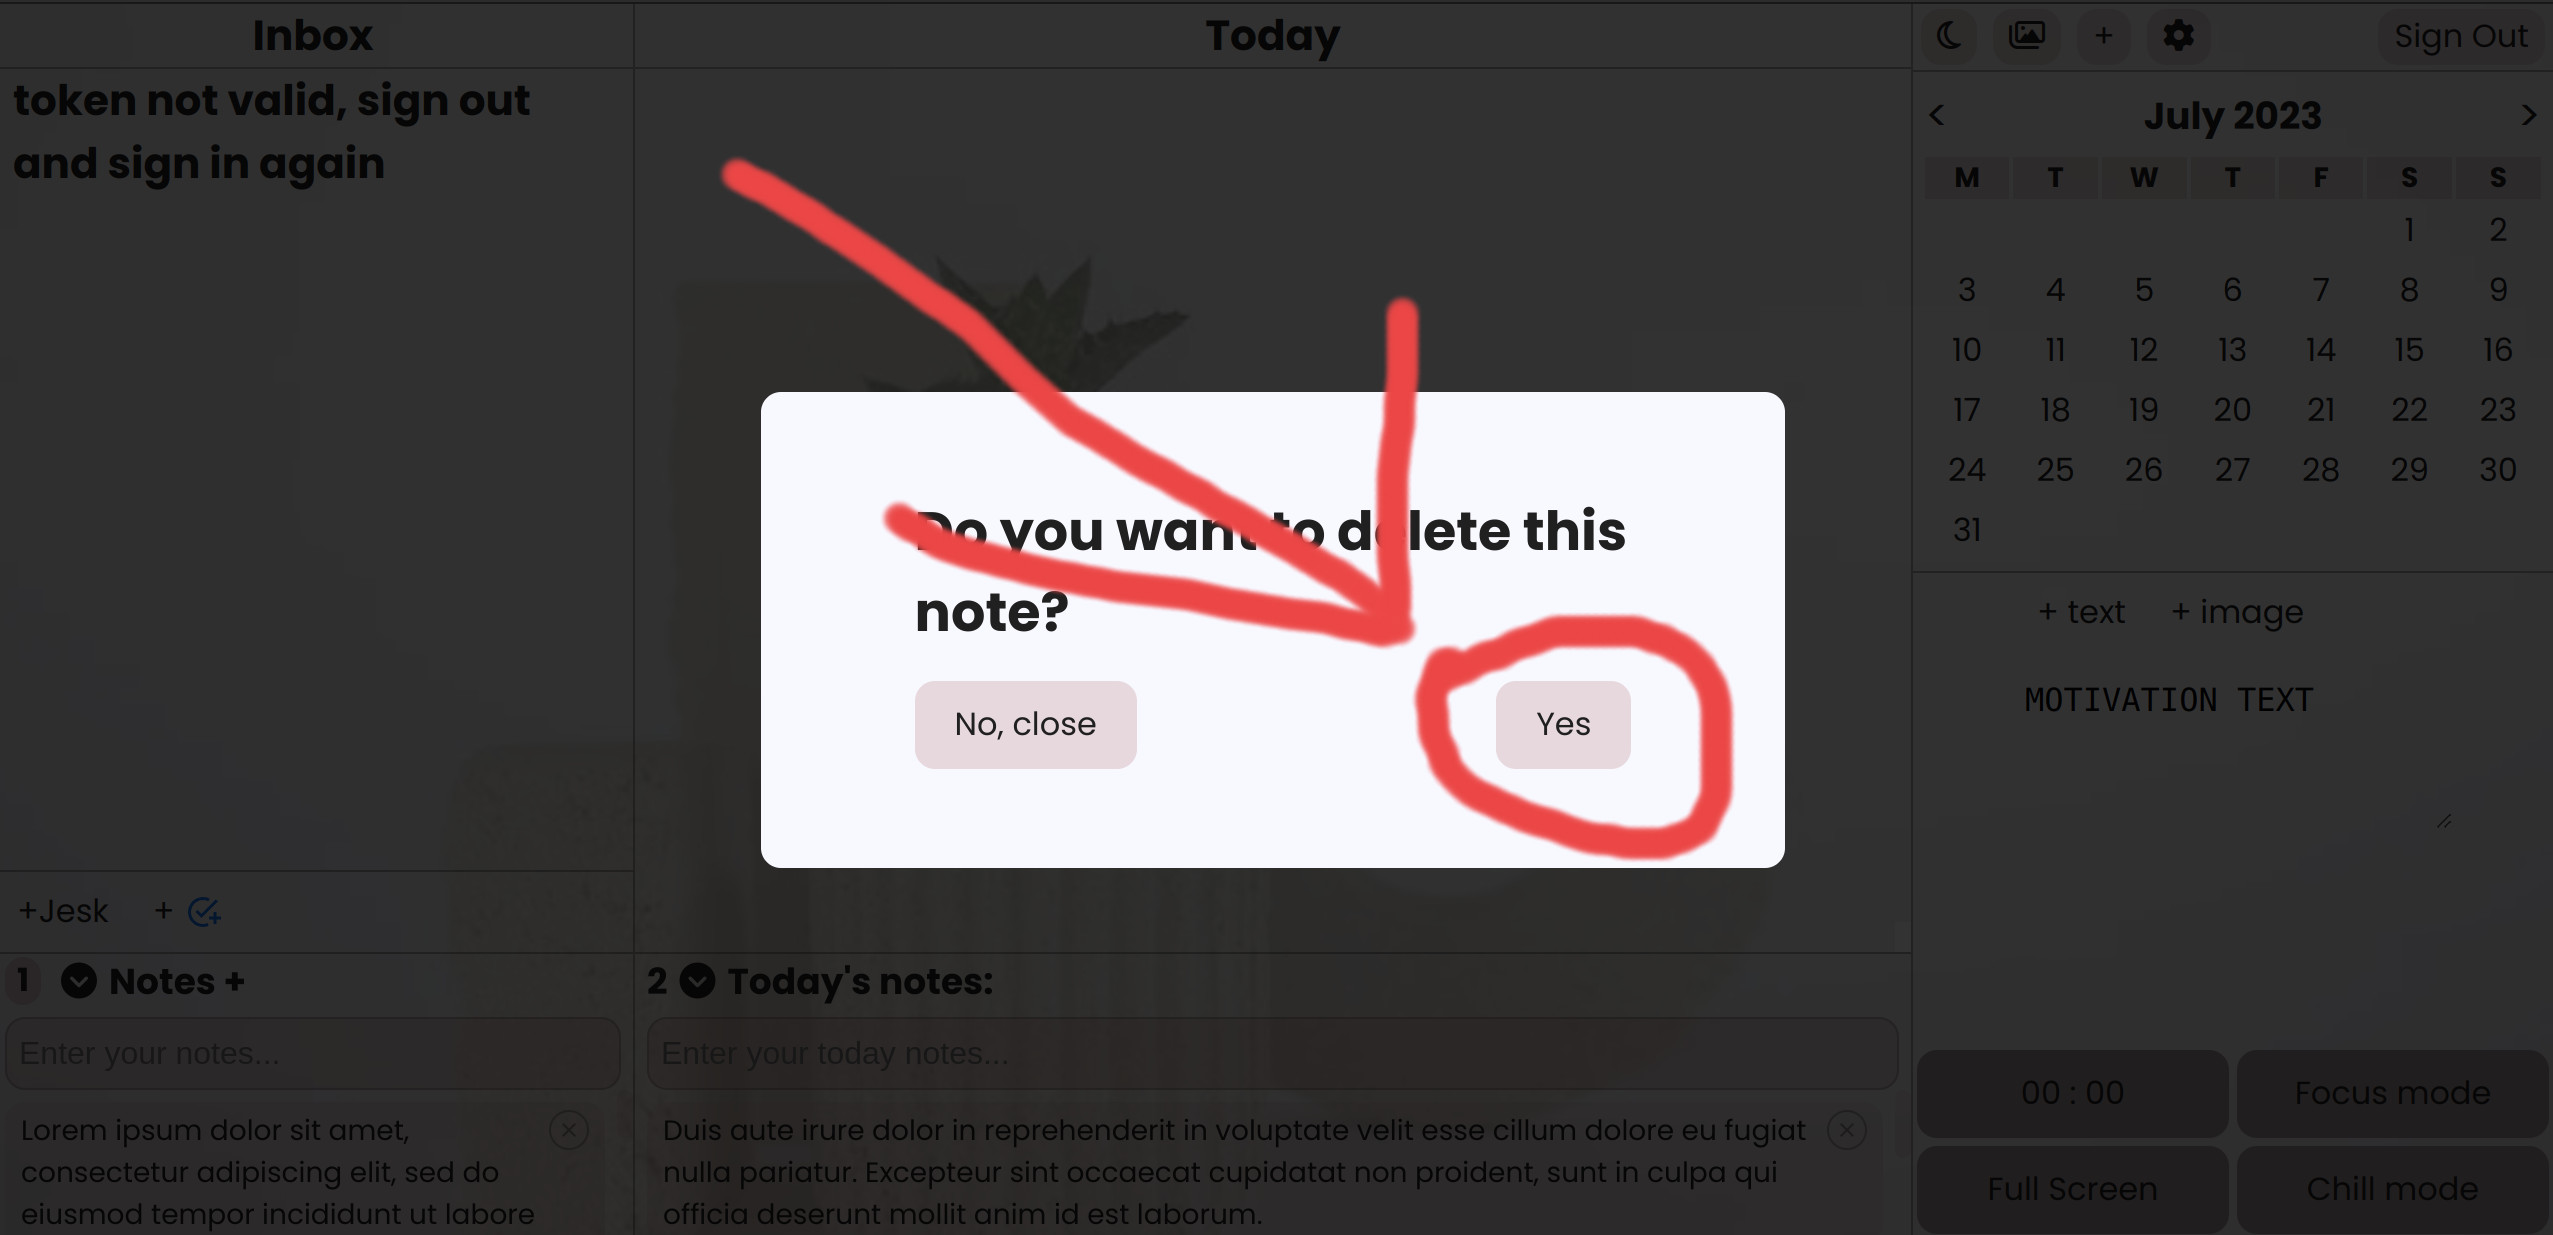 Inbox
Today
+
Sign Out
token not valid, sign out
and sign in again
< July 2023 >
M T W T F S S
1 2
3 4 5 6 7 8 9
10 11 12 13 14 15 16
17 18 19 20 21 22 23
24 25 26 27 28 29 30
31
Do you want to delete this
note?
No, close
Yes
+ text + image
MOTIVATION TEXT
+Jesk +
1 Notes +
Enter your notes...
Lorem ipsum dolor sit amet,
consectetur adipiscing elit, sed do
eiusmod tempor incididunt ut labore
2 Today's notes:
Enter your today notes...
Duis aute irure dolor in reprehenderit in voluptate velit esse cillum dolore eu fugiat
nulla pariatur. Excepteur sint occaecat cupidatat non proident, sunt in culpa qui
officia deserunt mollit anim id est laborum.
00 : 00
Focus mode
Full Screen
Chill mode